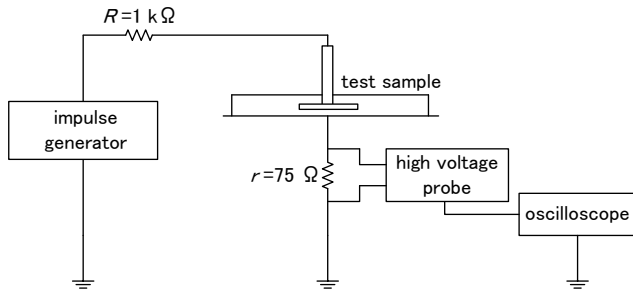 R=1 kΩ
test sample
impulse
generator
r=75 Ω
high voltage
probe
oscilloscope